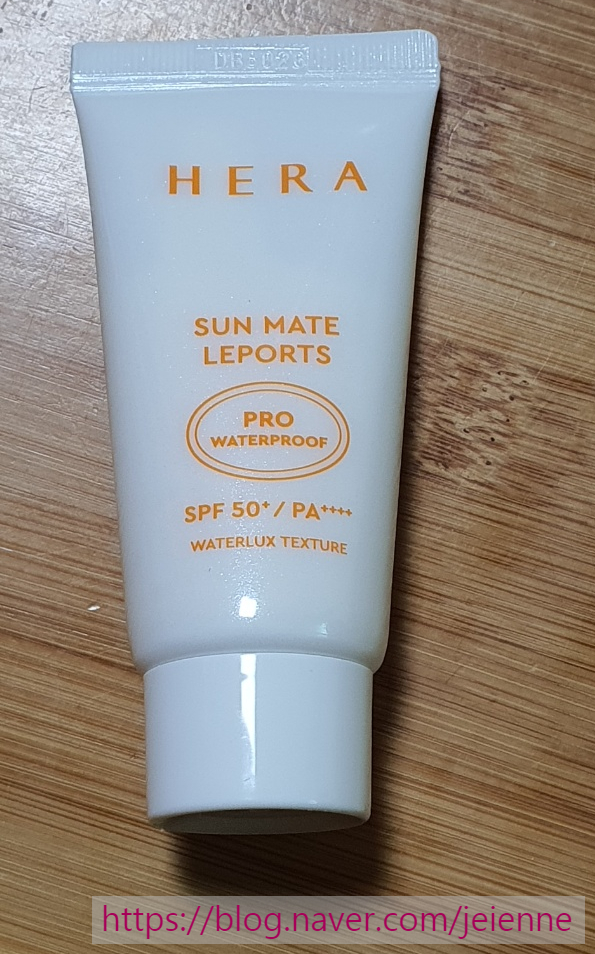 HERA
SUN MATE
LEPORTS
PRO
WATERPROOF
SPF 50+/PA++++
WATERLUX TEXTURE
https://blog.naver.com/jeienne